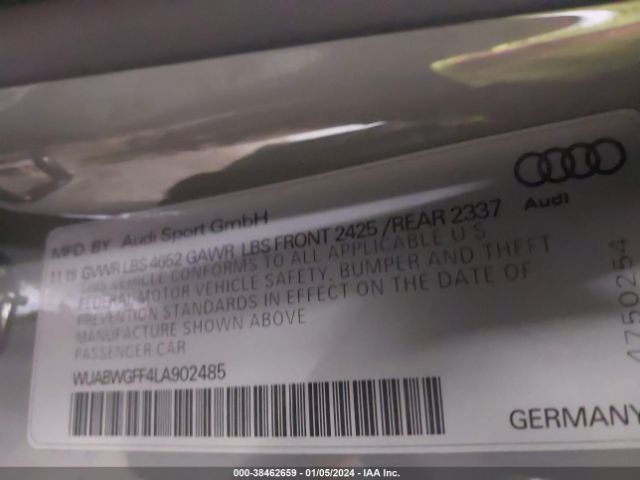 Audi
MFD BY Audi Sport GmbH
11 19 GVWR LBS 4652 GAWR LBS FRONT 2425 /REAR 2337
THIS VEHICLE CONFORMS TO ALL APPLICABLE U S
FEDERAL MOTOR VEHICLE SAFETY, BUMPER AND THEFT
PREVENTION STANDARDS IN EFFECT ON THE DATE OF
MANUFACTURE SHOWN ABOVE
PASSENGER CAR
WUABWGFF4LA902485
GERMANY
4750254
000-38462659 - 01/05/2024 - IAA Inc.